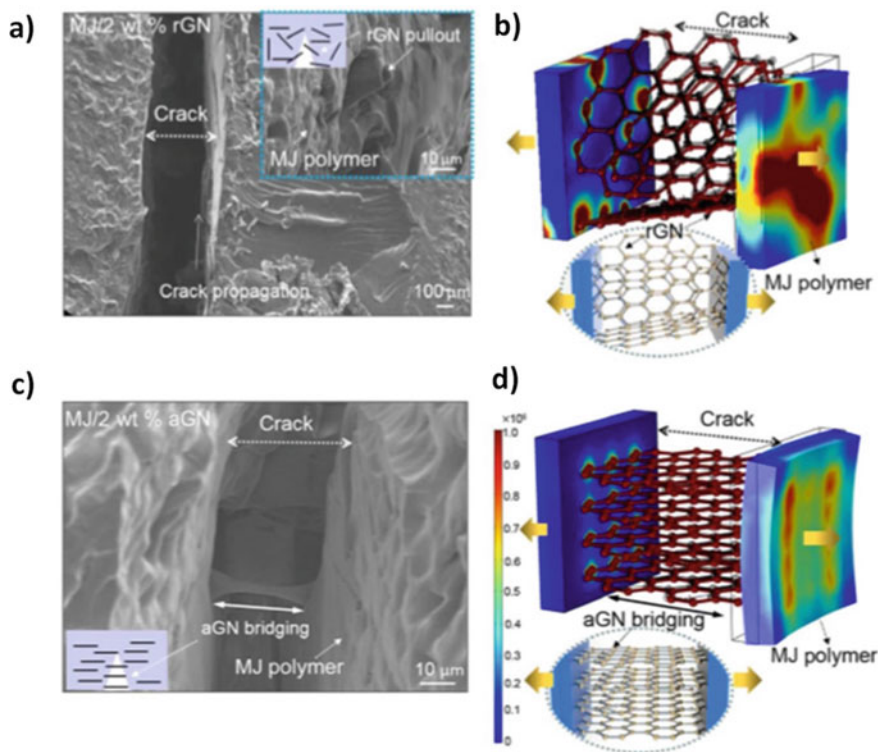 a)
MJ/2 wt % rGN
rGN pullout
Crack
MJ polymer
10 μm
Crack propagation
100 μm
b)
Crack
rGN
MJ polymer
c)
MJ/2 wt % aGN
Crack
aGN bridging
MJ polymer
10 μm
d)
Crack
1.0
0.9
0.8
0.7
0.6
0.5
0.4
0.3
0.2
0.1
0
aGN bridging
MJ polymer